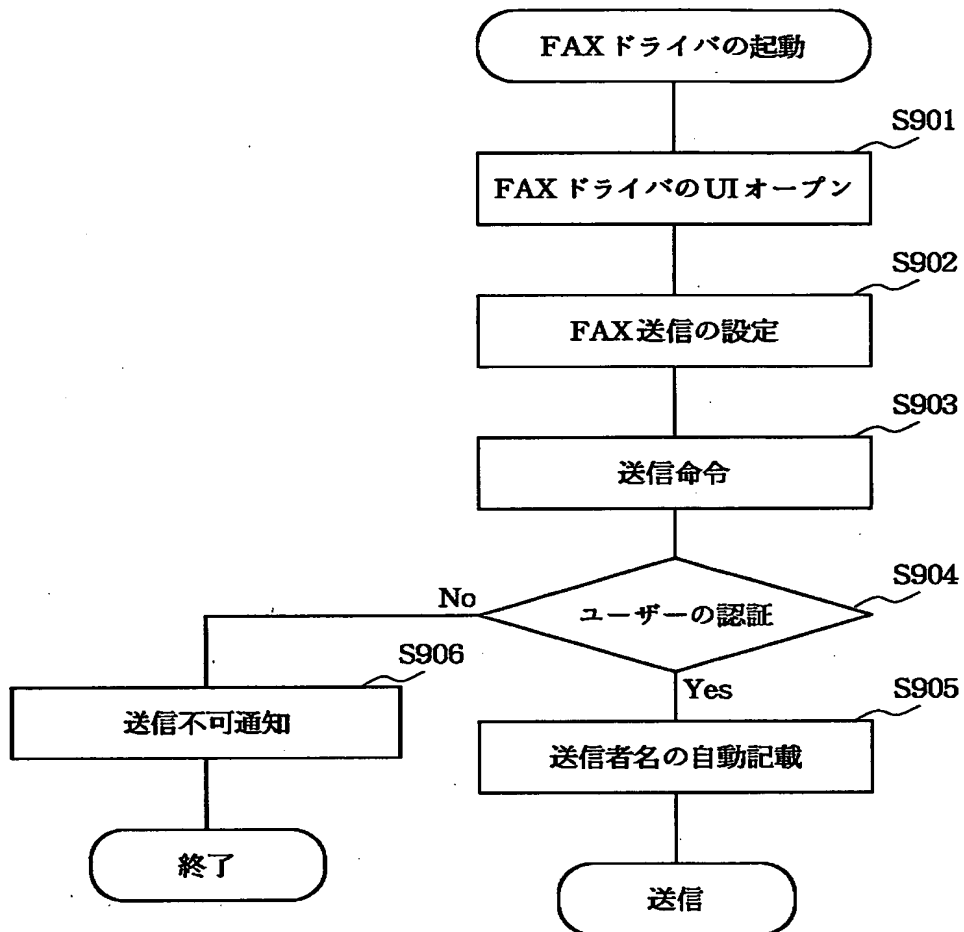 FAXドライバの起動
S901
FAXドライバのUIオープン
S902
FAX送信の設定
S903
送信命令
S904
ユーザーの認証
No
Yes
S906
送信不可通知
S905
送信者名の自動記載
終了
送信